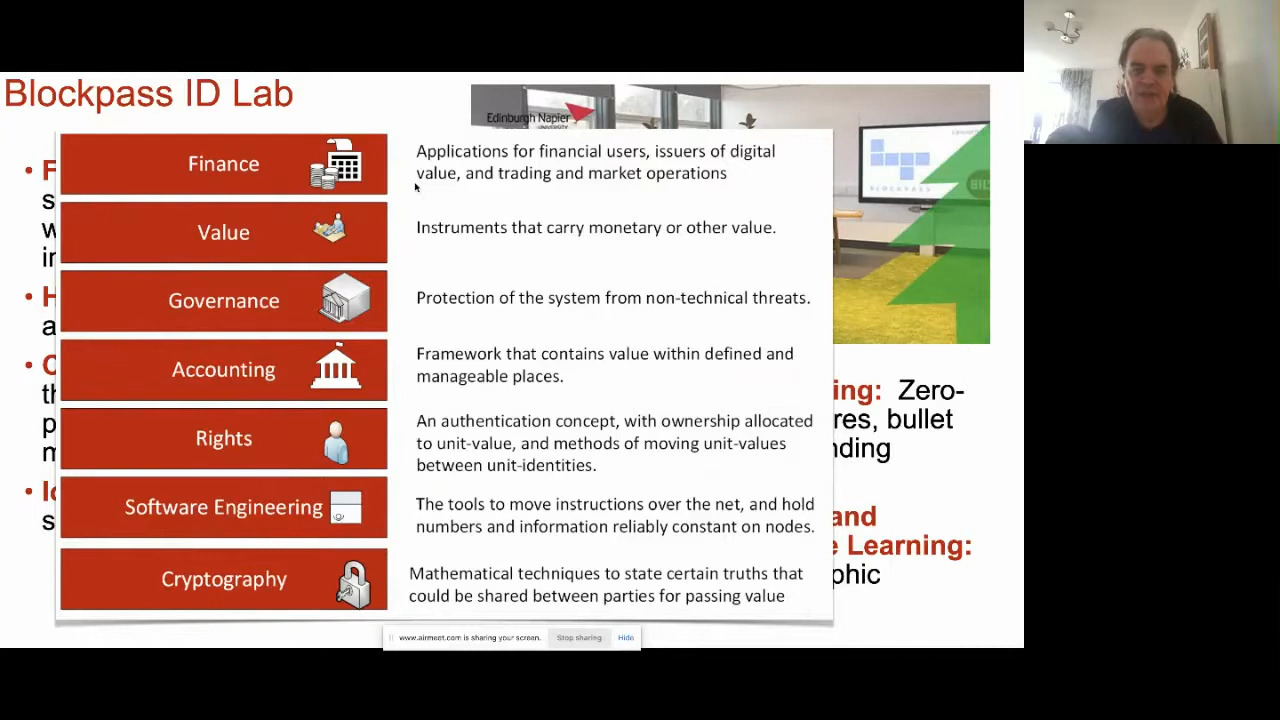 Blockpass ID Lab
Edinburgh Napier
UNIVERSITY
BLOCKPASS
Finance
Applications for financial users, issuers of digital
value, and trading and market operations
Value
Instruments that carry monetary or other value.
Governance
Protection of the system from non-technical threats.
Accounting
Framework that contains value within defined and
manageable places.
Rights
An authentication concept, with ownership allocated
to unit-value, and methods of moving unit-values
between unit-identities.
Software Engineering
The tools to move instructions over the net, and hold
numbers and information reliably constant on nodes.
Cryptography
Mathematical techniques to state certain truths that
could be shared between parties for passing value
• F
s
w
in
• H
a
• C
th
p
m
• Ic
s
ing: Zero-
res, bullet
nding
and
e Learning:
phic
www.airmeet.com is sharing your screen.
Stop sharing
Hide